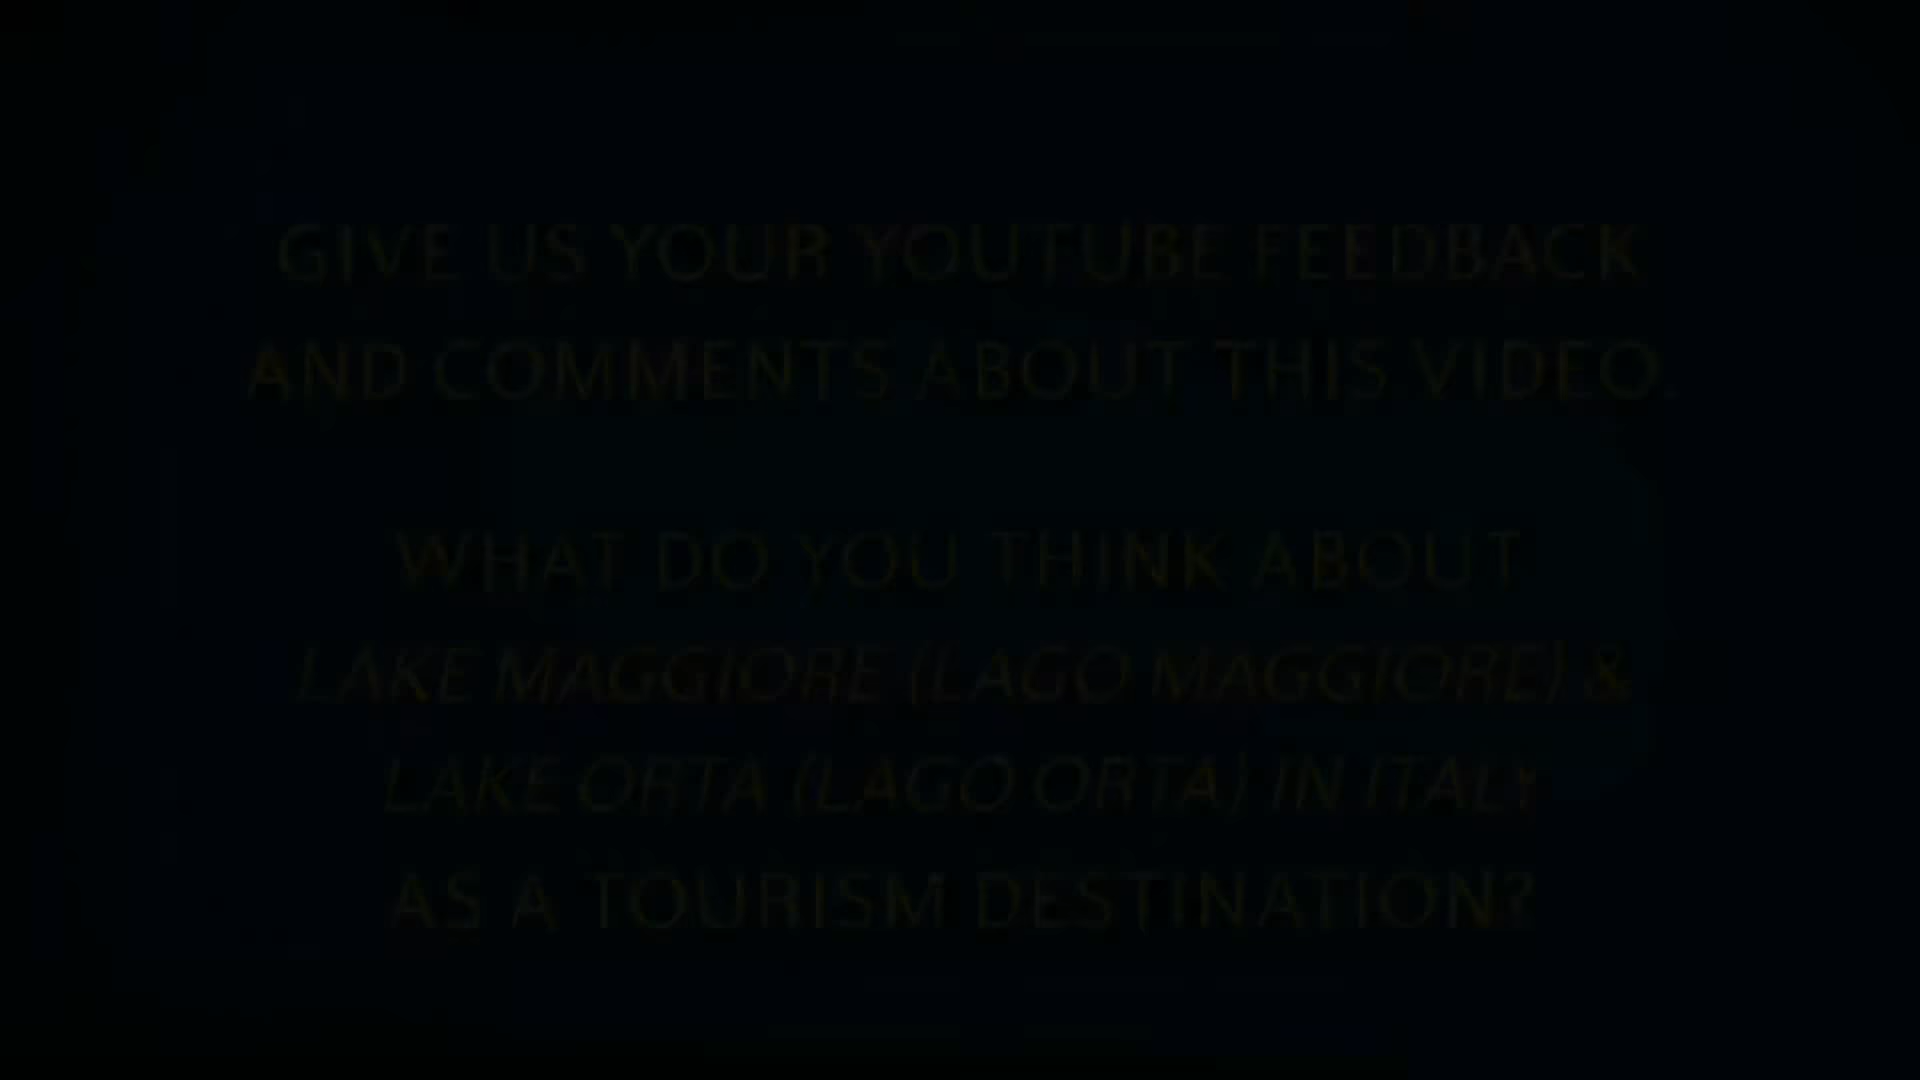 GIVE US YOUR YOUTUBE FEEDBACK
AND COMMENTS ABOUT THIS VIDEO.
WHAT DO YOU THINK ABOUT
LAKE MAGGIORE (LAGO MAGGIORE) &
LAKE ORTA (LAGO ORTA) IN ITALY
AS A TOURISM DESTINATION?